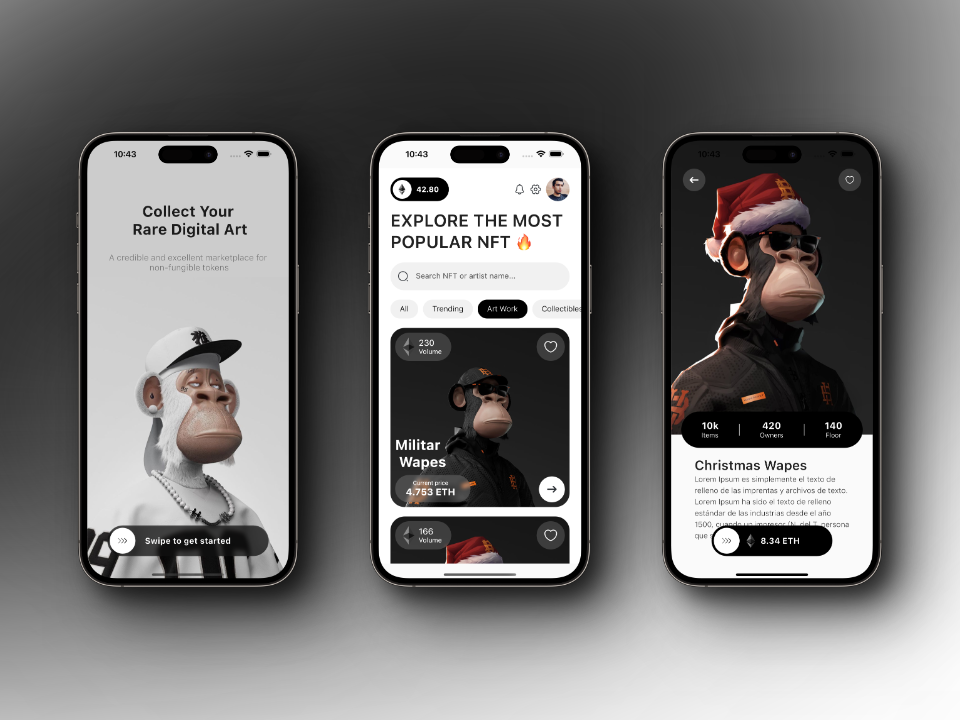 10:43
Collect Your
Rare Digital Art
A credible and excellent marketplace for
non-fungible tokens
Swipe to get started
10:43
42.80
EXPLORE THE MOST
POPULAR NFT 🔥
Search NFT or artist name...
All
Trending
Art Work
Collectibles
230
Volume
Militar
Wapes
Current price
4.753 ETH
166
Volume
10:43
10k
Items
420
Owners
140
Floor
Christmas Wapes
Lorem Ipsum es simplemente el texto de
relleno de las imprentas y archivos de texto.
Lorem Ipsum ha sido el texto de relleno
estándar de las industrias desde el año
1500, cuando un impresor (N. del T. persona
que
8.34 ETH